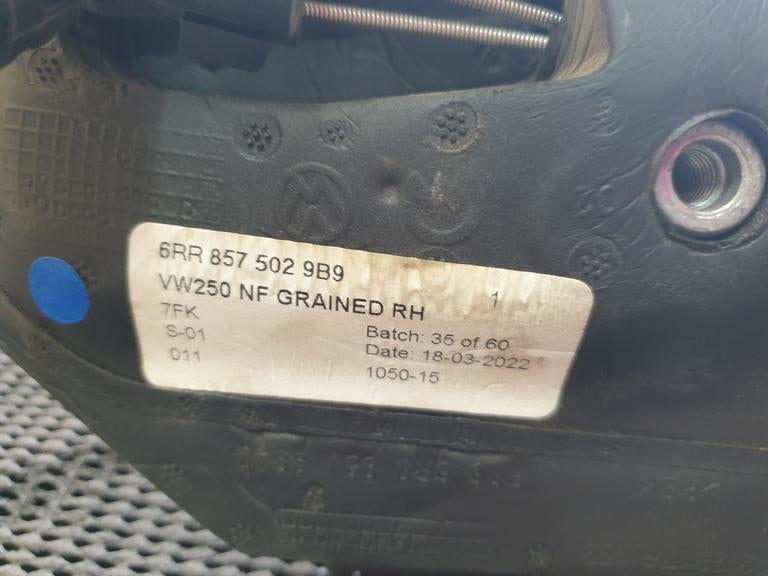 6RR 857 502 9B9
VW250 NF GRAINED RH
1
7FK
S-01
011
Batch: 35 of 60
Date: 18-03-2022
1050-15